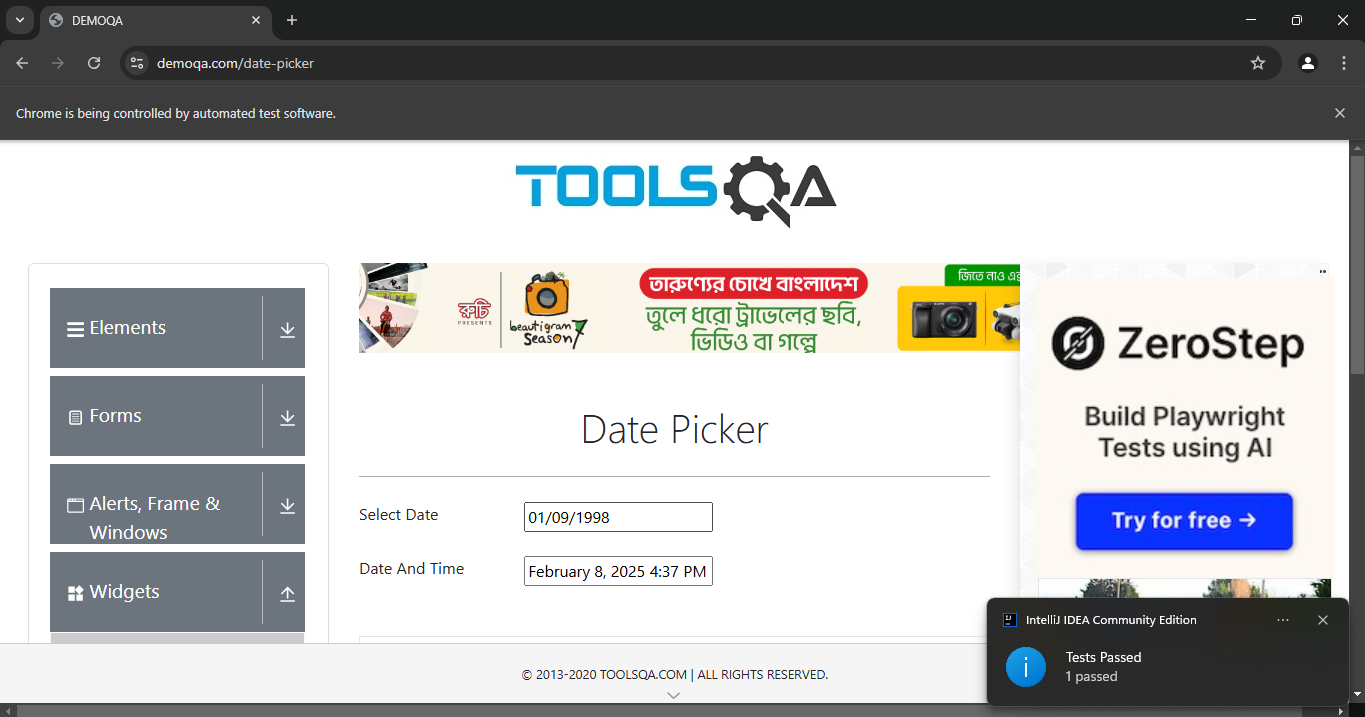 DEMOQA
demoqa.com/date-picker
Chrome is being controlled by automated test software.
TOOLSQA
রুচি
PRESENTS
beautigram 7
Season
তারুণ্যের চোখে বাংলাদেশ
তুলে ধরো ট্রাভেলের ছবি,
ভিডিও বা গল্পে
জিতে নাও
ZeroStep
Build Playwright
Tests using AI
Try for free →
Elements
Forms
Alerts, Frame &
Windows
Widgets
Date Picker
Select Date
01/09/1998
Date And Time
February 8, 2025 4:37 PM
© 2013-2020 TOOLSQA.COM | ALL RIGHTS RESERVED.
IntelliJ IDEA Community Edition
Tests Passed
1 passed